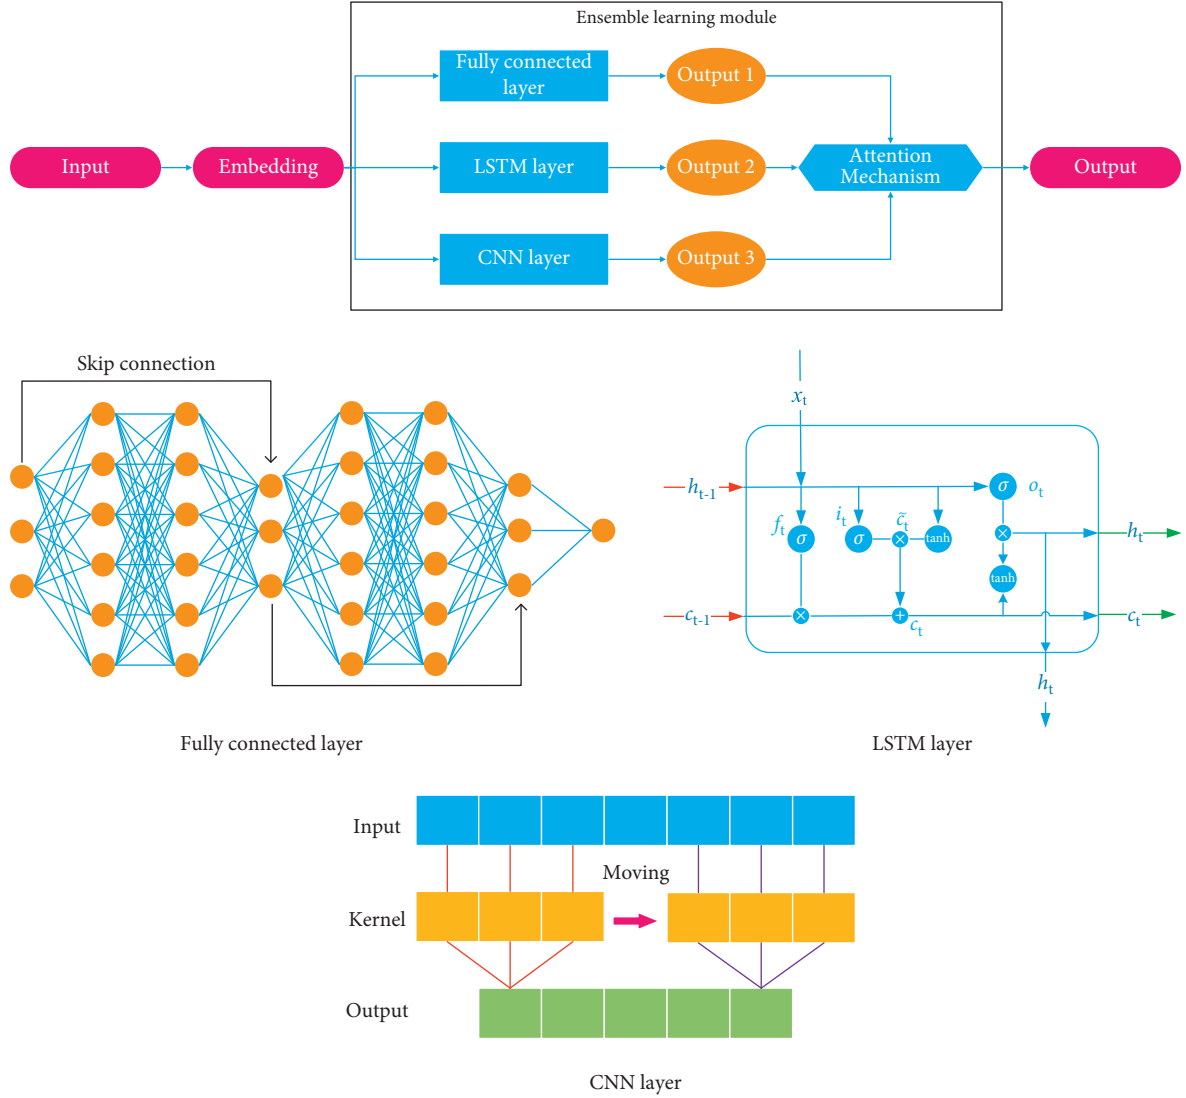 Ensemble learning module
Fully connected
layer
Output 1
Input
Embedding
LSTM layer
Output 2
Attention
Mechanism
Output
CNN layer
Output 3
Skip connection
x_t
h_{t-1}
σ
o_t
f_t
σ
i_t
σ
c̃_t
×
tanh
×
h_t
tanh
c_{t-1}
×
+
c_t
c_t
h_t
Fully connected layer
LSTM layer
Input
Moving
Kernel
Output
CNN layer